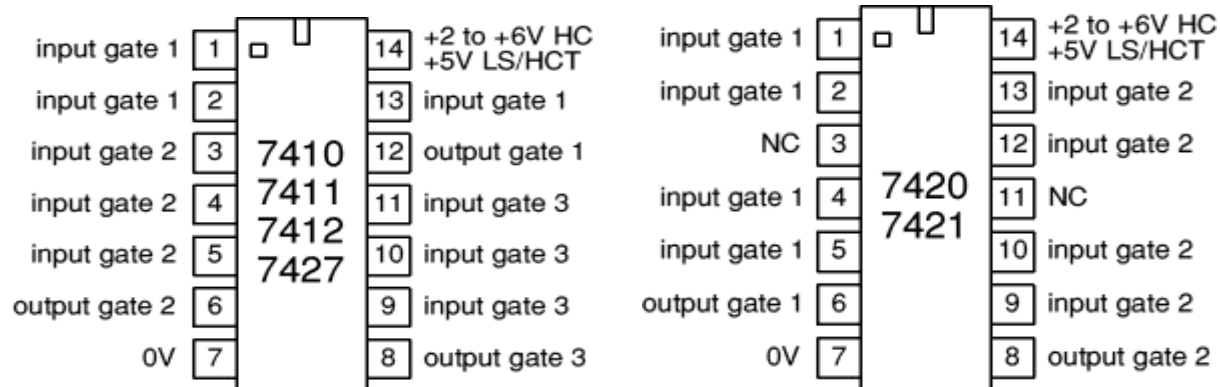 input gate 1 1 14 +2 to +6V HC
+5V LS/HCT
input gate 1 2 13 input gate 1
input gate 2 3 12 output gate 1
input gate 2 4 11 input gate 3
input gate 2 5 10 input gate 3
output gate 2 6 9 input gate 3
0V 7 8 output gate 3
7410
7411
7412
7427
input gate 1 1 14 +2 to +6V HC
+5V LS/HCT
input gate 1 2 13 input gate 2
NC 3 12 input gate 2
input gate 1 4 11 NC
input gate 1 5 10 input gate 2
output gate 1 6 9 input gate 2
0V 7 8 output gate 2
7420
7421